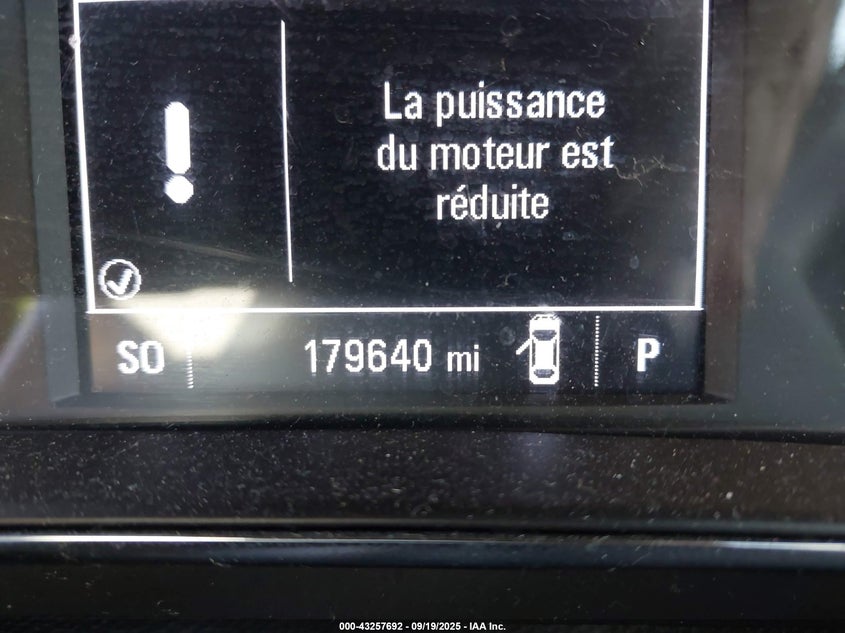 La puissance
du moteur est
réduite
SO 179640 mi P
000-43257692 - 09/19/2025 - IAA Inc.